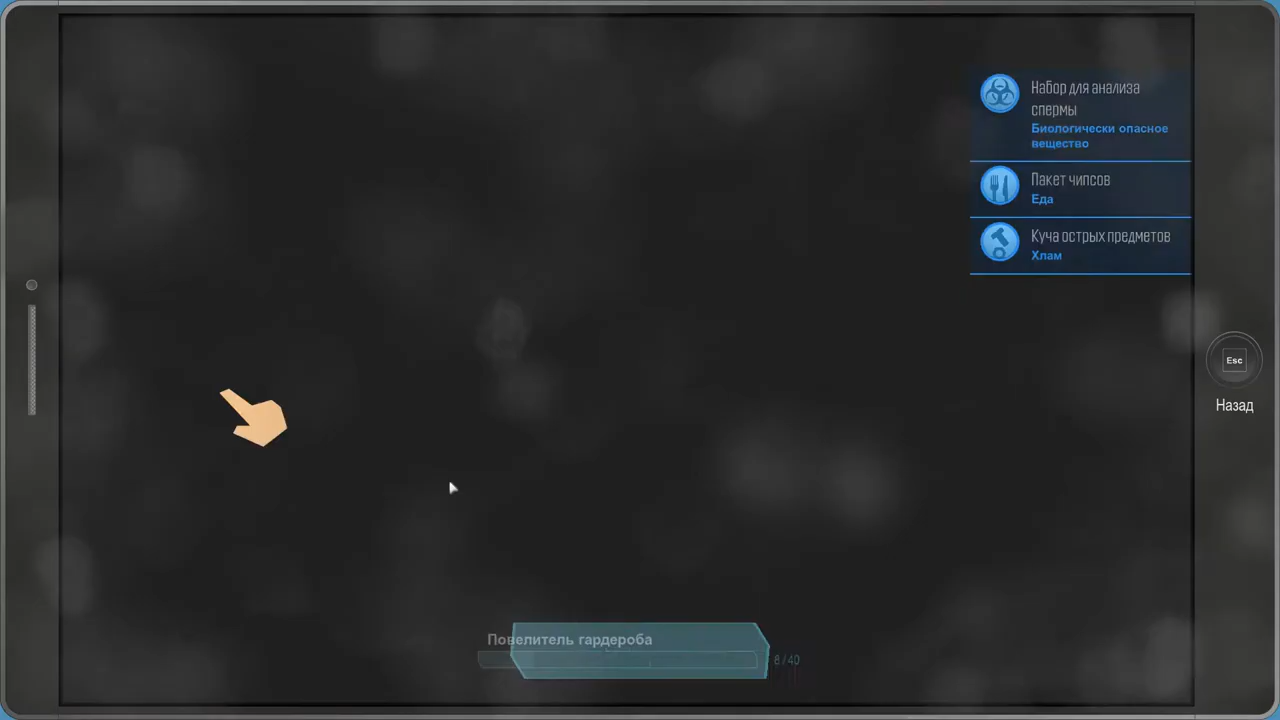 Набор для анализа
спермы
Биологически опасное
вещество
Пакет чипсов
Еда
Куча острых предметов
Хлам
Esc
Назад
Повелитель гардероба
8/40